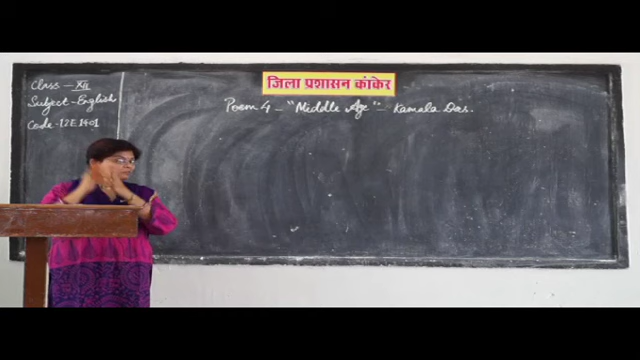 जिला प्रशासन कांकेर
Class - XII
Subject - English
Code - 12E1401
Poem 4 - "Middle Age" - Kamala Das.